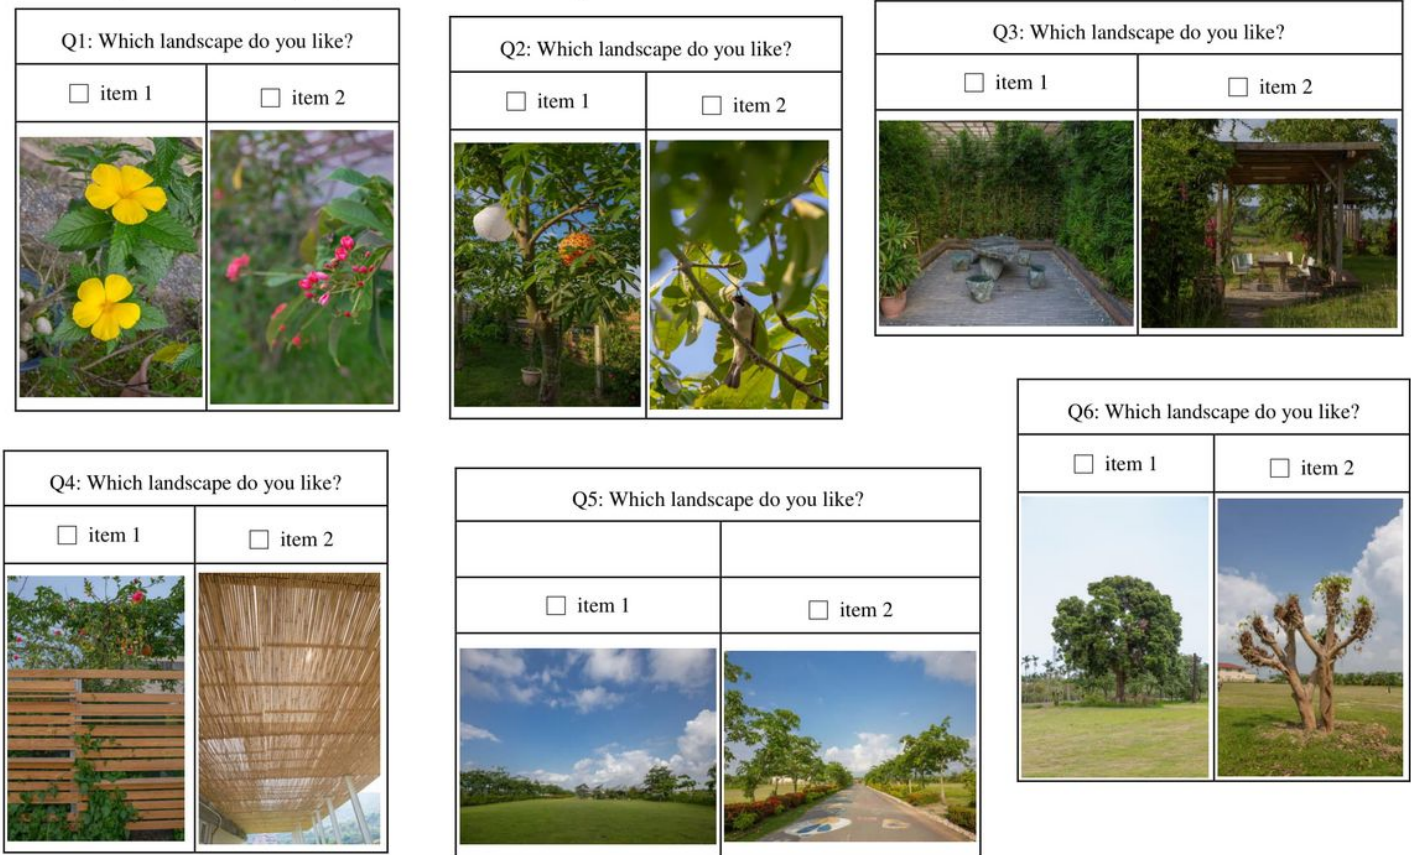 Q1: Which landscape do you like?
item 1
item 2
Q2: Which landscape do you like?
item 1
item 2
Q3: Which landscape do you like?
item 1
item 2
Q4: Which landscape do you like?
item 1
item 2
Q5: Which landscape do you like?
item 1
item 2
Q6: Which landscape do you like?
item 1
item 2